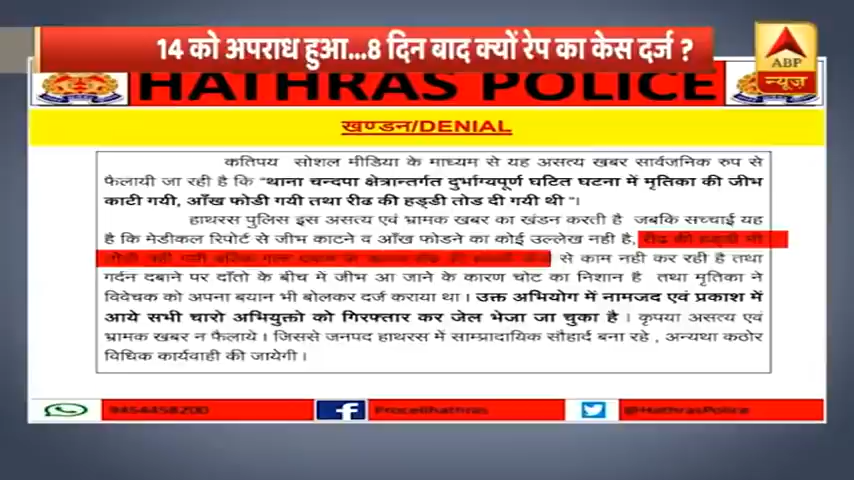 14 को अपराध हुआ...8 दिन बाद क्यों रेप का केस दर्ज ?
ABP
न्यूज़
HATHRAS POLICE
खण्डन/DENIAL
कतिपय सोशल मीडिया के माध्यम से यह असत्य खबर सार्वजनिक रुप से
फैलायी जा रही है कि "थाना चन्दपा क्षेत्रान्तर्गत दुर्भाग्यपूर्ण घटित घटना में मृतिका की जीभ
काटी गयी, आँख फोडी गयी तथा रीढ की हड्डी तोड दी गयी थी "।
हाथरस पुलिस इस असत्य एवं भ्रामक खबर का खंडन करती है जबकि सच्चाई यह
है कि मेडीकल रिपोर्ट से जीभ काटने व आँख फोडने का कोई उल्लेख नही है, रीढ की हड्डी भी
से काम नही कर रही है तथा
गर्दन दबाने पर दाँतो के बीच में जीभ आ जाने के कारण चोट का निशान है तथा मृतिका ने
विवेचक को अपना बयान भी बोलकर दर्ज कराया था। उक्त अभियोग में नामजद एवं प्रकाश में
आये सभी चारो अभियुक्तो को गिरफ्तार कर जेल भेजा जा चुका है। कृपया असत्य एवं
भ्रामक खबर न फैलाये। जिससे जनपद हाथरस में साम्प्रदायिक सौहार्द बना रहे, अन्यथा कठोर
विधिक कार्यवाही की जायेगी।
9454458200
@HathrasPolice